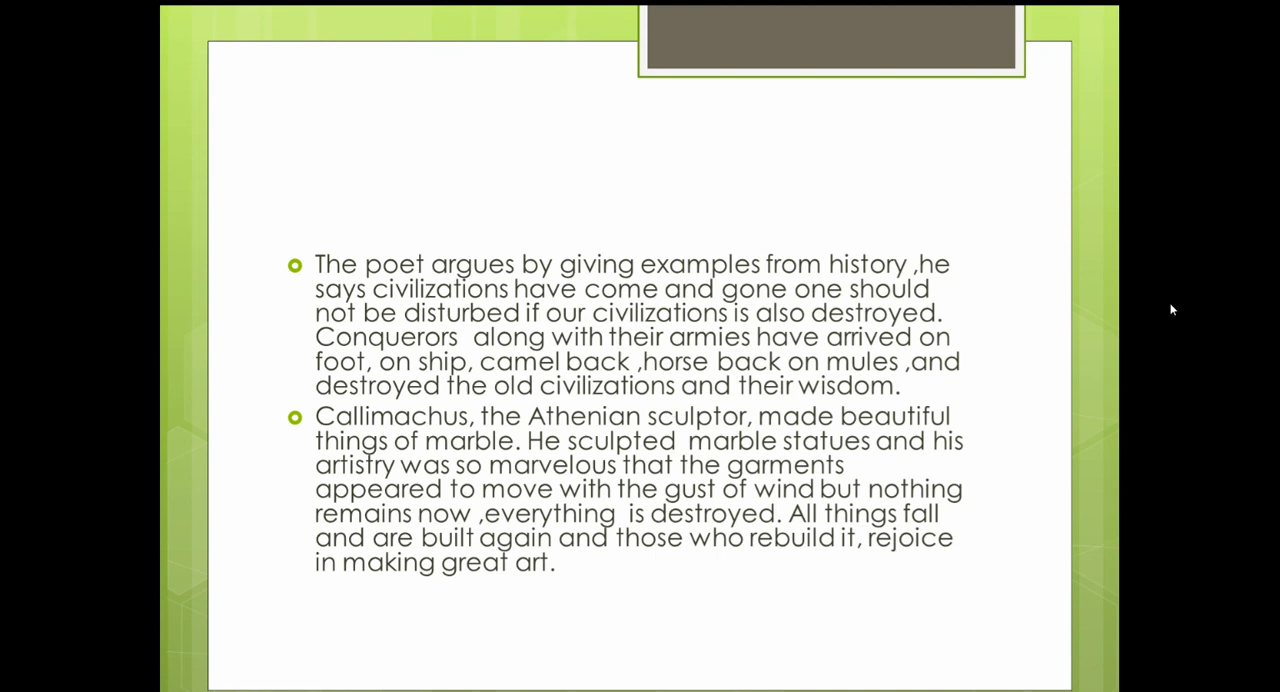 The poet argues by giving examples from history ,he
says civilizations have come and gone one should
not be disturbed if our civilizations is also destroyed.
Conquerors along with their armies have arrived on
foot, on ship, camel back ,horse back on mules ,and
destroyed the old civilizations and their wisdom.
Callimachus, the Athenian sculptor, made beautiful
things of marble. He sculpted marble statues and his
artistry was so marvelous that the garments
appeared to move with the gust of wind but nothing
remains now ,everything is destroyed. All things fall
and are built again and those who rebuild it, rejoice
in making great art.